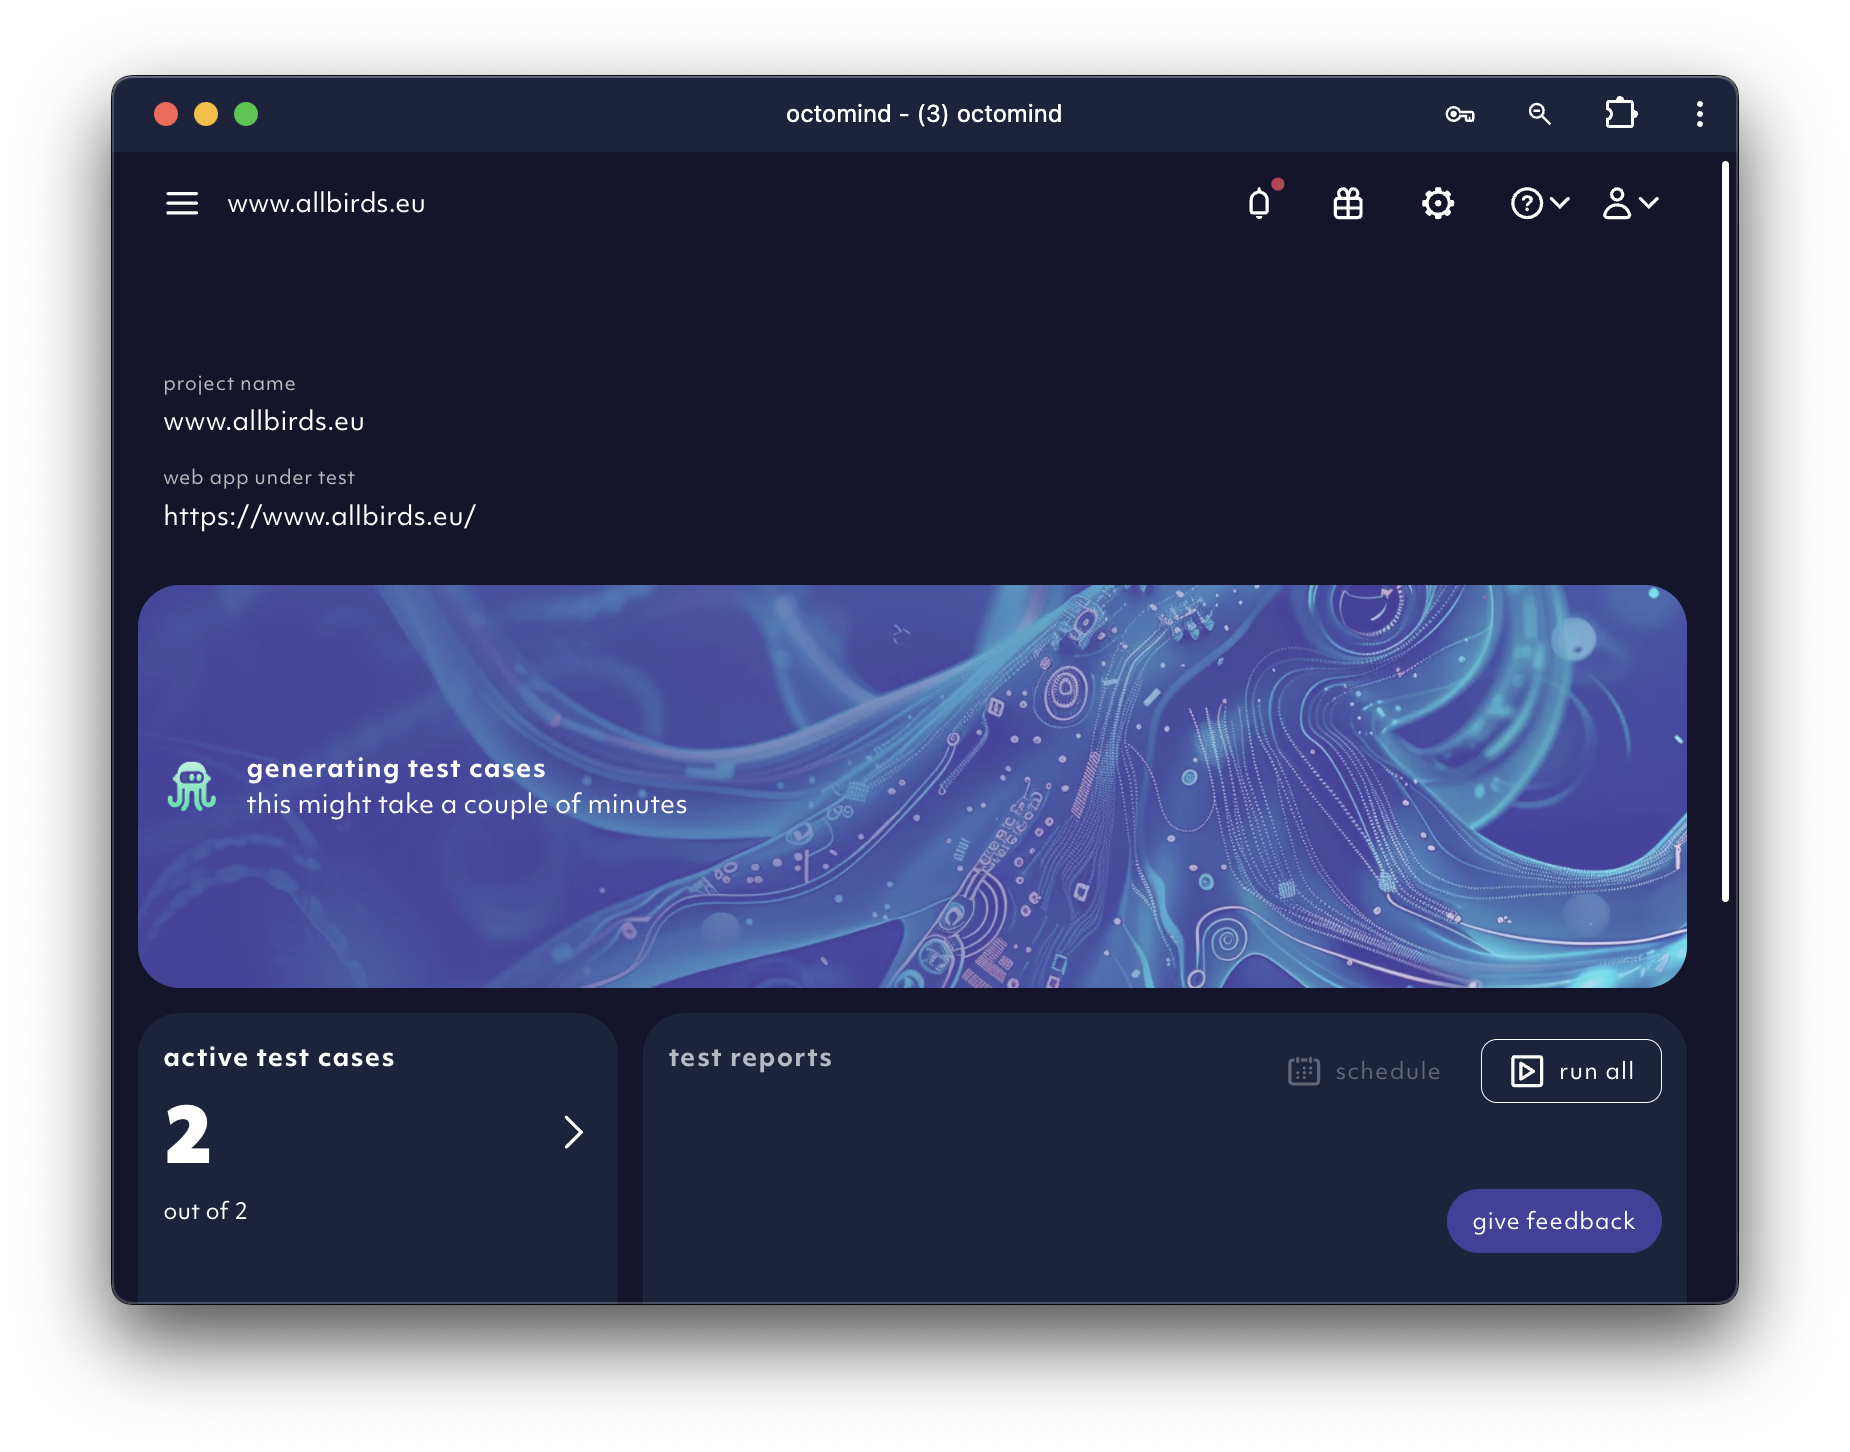 octomind - (3) octomind
www.allbirds.eu
project name
www.allbirds.eu
web app under test
https://www.allbirds.eu/
generating test cases
this might take a couple of minutes
active test cases
2
out of 2
test reports
schedule
run all
give feedback